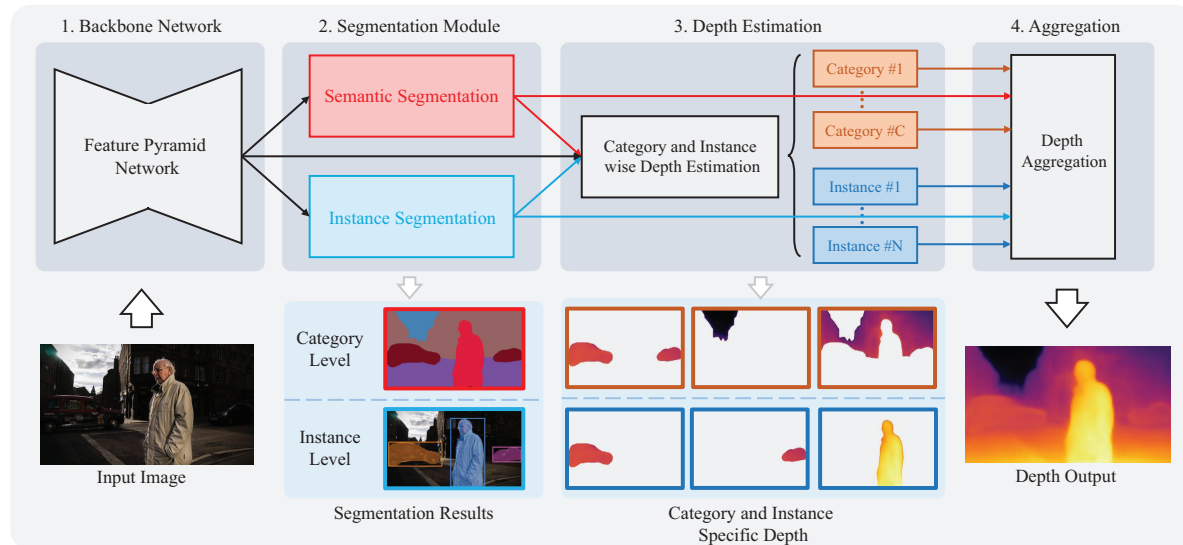 1. Backbone Network
2. Segmentation Module
3. Depth Estimation
4. Aggregation
Feature Pyramid
Network
Semantic Segmentation
Instance Segmentation
Category and Instance
wise Depth Estimation
Category #1
Category #C
Instance #1
Instance #N
Depth
Aggregation
Category
Level
Instance
Level
Input Image
Segmentation Results
Category and Instance
Specific Depth
Depth Output